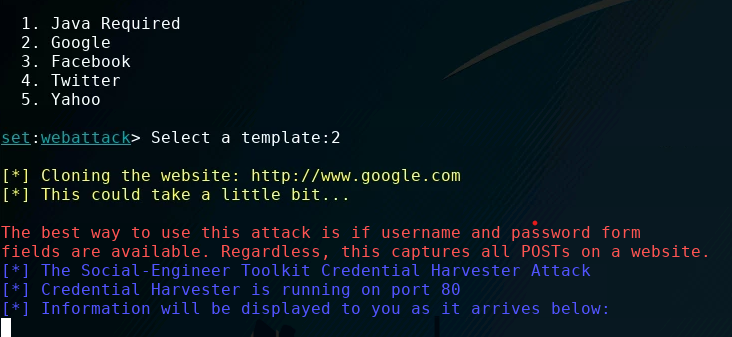 1. Java Required
2. Google
3. Facebook
4. Twitter
5. Yahoo
set:webattack> Select a template:2
[*] Cloning the website: http://www.google.com
[*] This could take a little bit...
The best way to use this attack is if username and password form
fields are available. Regardless, this captures all POSTs on a website.
[*] The Social-Engineer Toolkit Credential Harvester Attack
[*] Credential Harvester is running on port 80
[*] Information will be displayed to you as it arrives below: